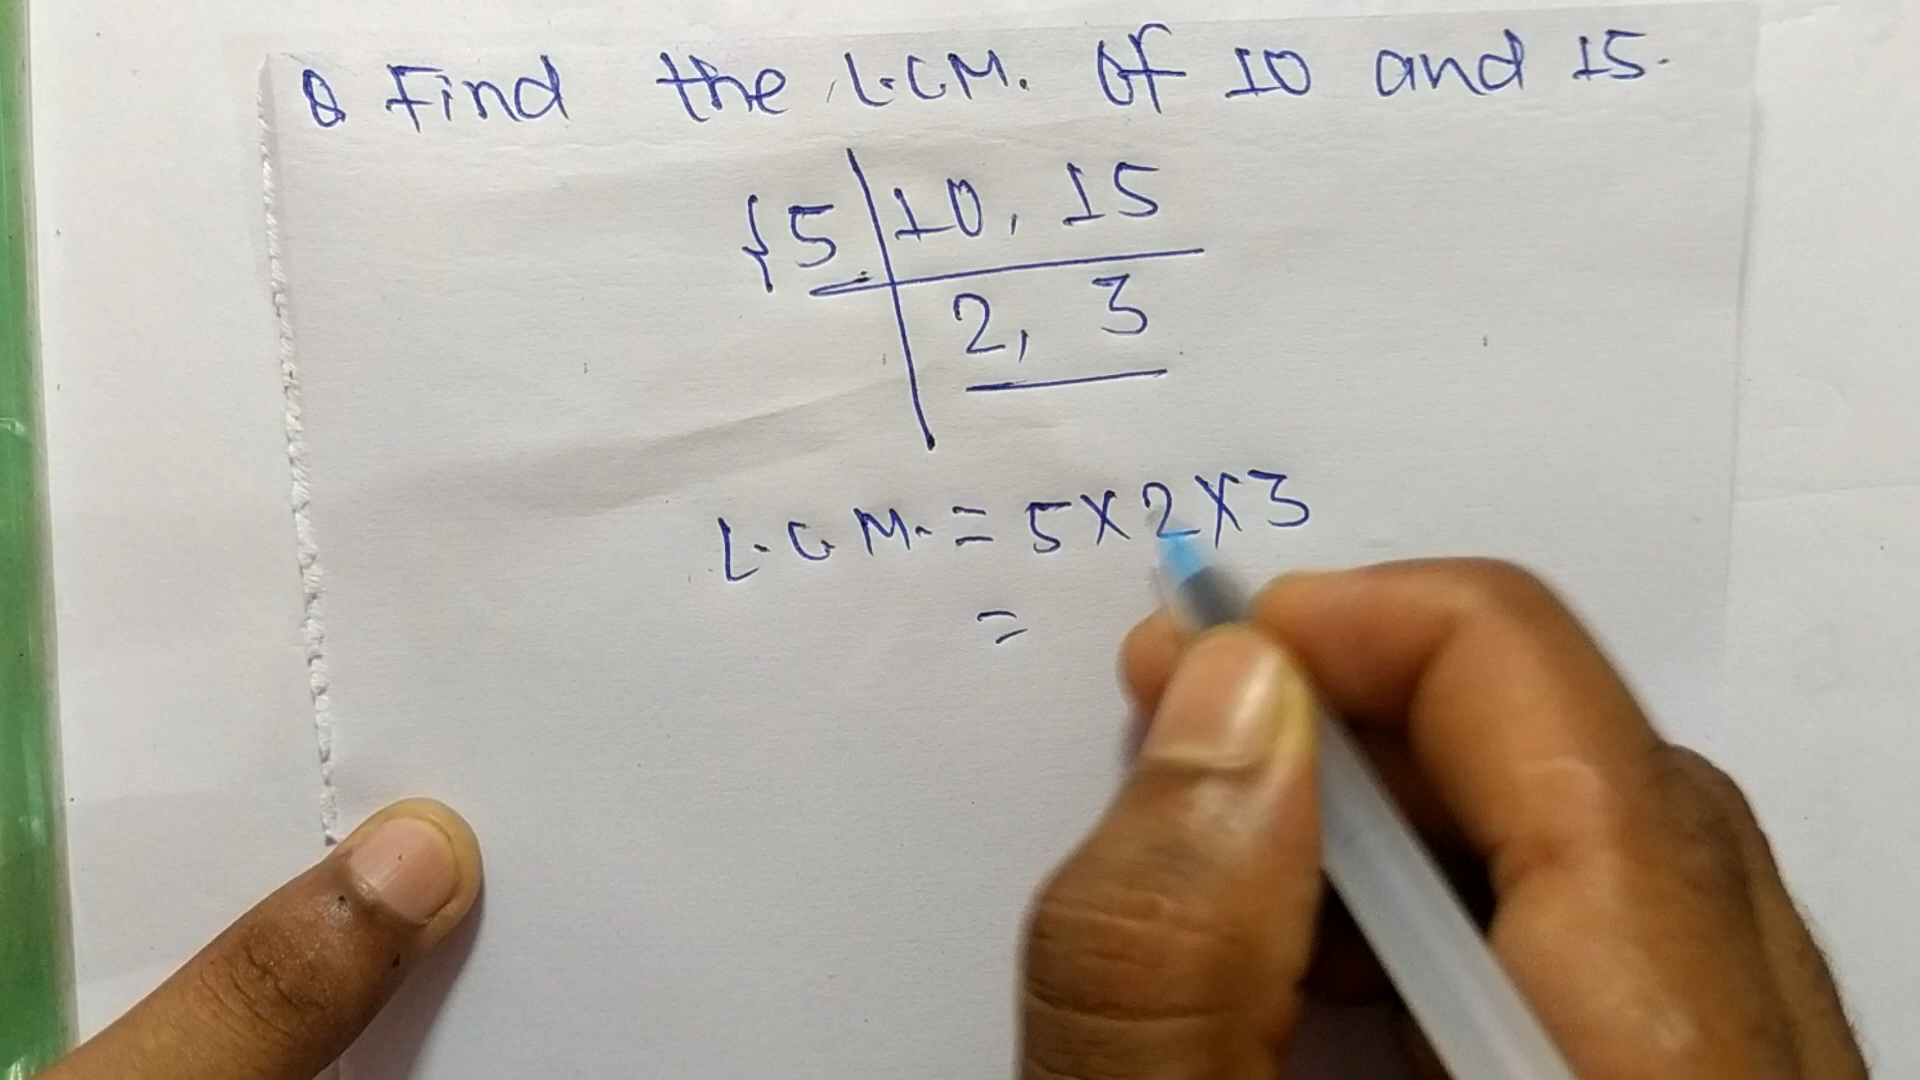 Q Find the L.C.M. of 10 and 15.
{5 10, 15
2, 3
L.C.M. = 5×2×3
=